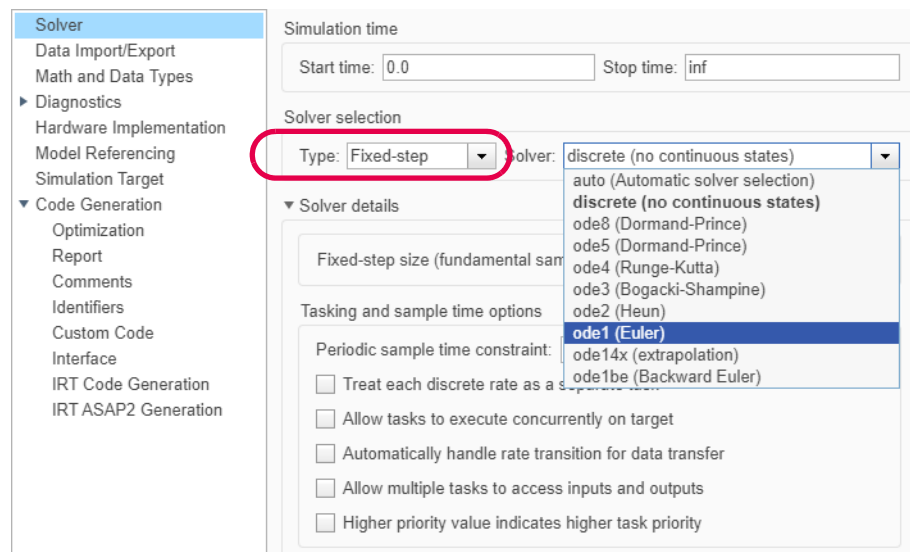 Solver
Data Import/Export
Math and Data Types
Diagnostics
Hardware Implementation
Model Referencing
Simulation Target
Code Generation
Optimization
Report
Comments
Identifiers
Custom Code
Interface
IRT Code Generation
IRT ASAP2 Generation
Simulation time
Start time: 0.0 Stop time: inf
Solver selection
Type: Fixed-step Solver: discrete (no continuous states)
auto (Automatic solver selection)
discrete (no continuous states)
ode8 (Dormand-Prince)
ode5 (Dormand-Prince)
ode4 (Runge-Kutta)
ode3 (Bogacki-Shampine)
ode2 (Heun)
ode1 (Euler)
ode14x (extrapolation)
ode1be (Backward Euler)
Solver details
Fixed-step size (fundamental sam
Tasking and sample time options
Periodic sample time constraint:
Treat each discrete rate as a separate task
Allow tasks to execute concurrently on target
Automatically handle rate transition for data transfer
Allow multiple tasks to access inputs and outputs
Higher priority value indicates higher task priority